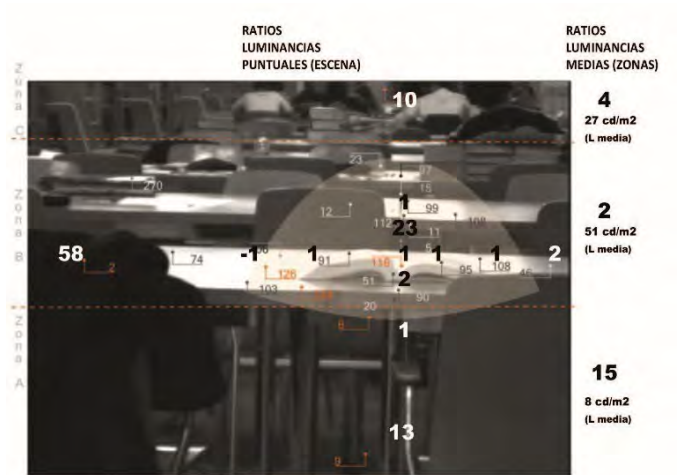 RATIOS
LUMINANCIAS
PUNTUALES (ESCENA)
RATIOS
LUMINANCIAS
MEDIAS (ZONAS)
Zona C
10
4
27 cd/m2
(L media)
23
97
15
270
1
12
99
112
108
23
11
Zona B
2
51 cd/m2
(L media)
58
2
74
-1
1
91
116
1
1
1
2
126
51
2
95
108
46
103
90
20
8
1
Zona A
15
8 cd/m2
(L media)
13
9